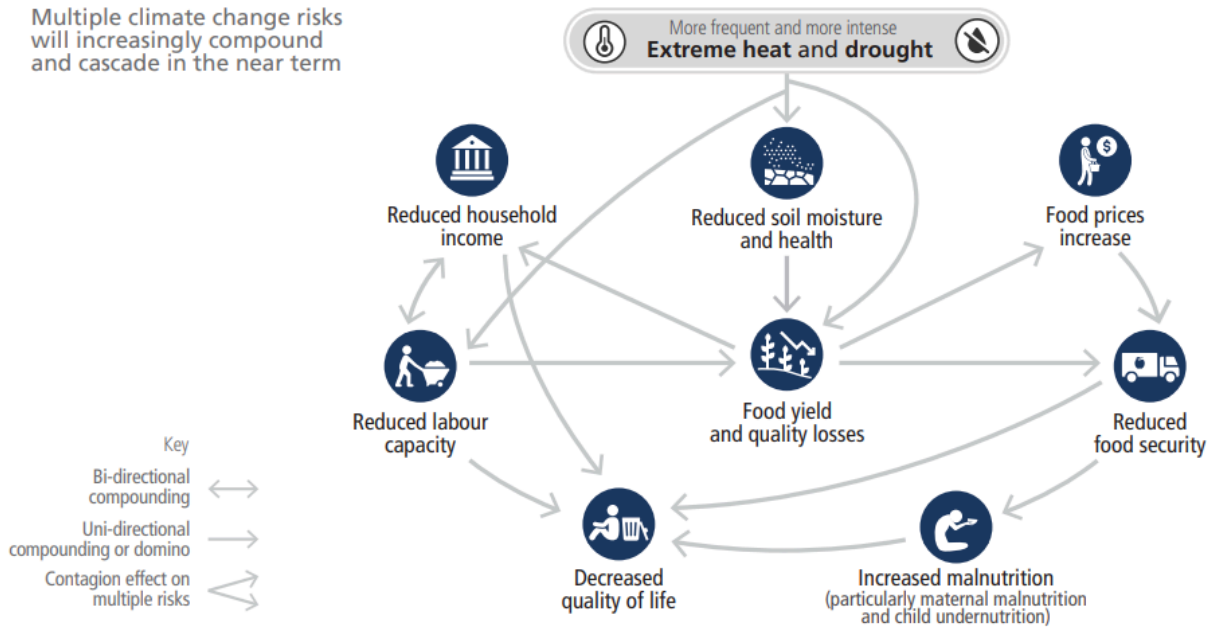 Multiple climate change risks
will increasingly compound
and cascade in the near term
More frequent and more intense
Extreme heat and drought
Reduced household
income
Reduced soil moisture
and health
$
Food prices
increase
Reduced labour
capacity
Food yield
and quality losses
Reduced
food security
Decreased
quality of life
Increased malnutrition
(particularly maternal malnutrition
and child undernutrition)
Key
Bi-directional
compounding
Uni-directional
compounding or domino
Contagion effect on
multiple risks